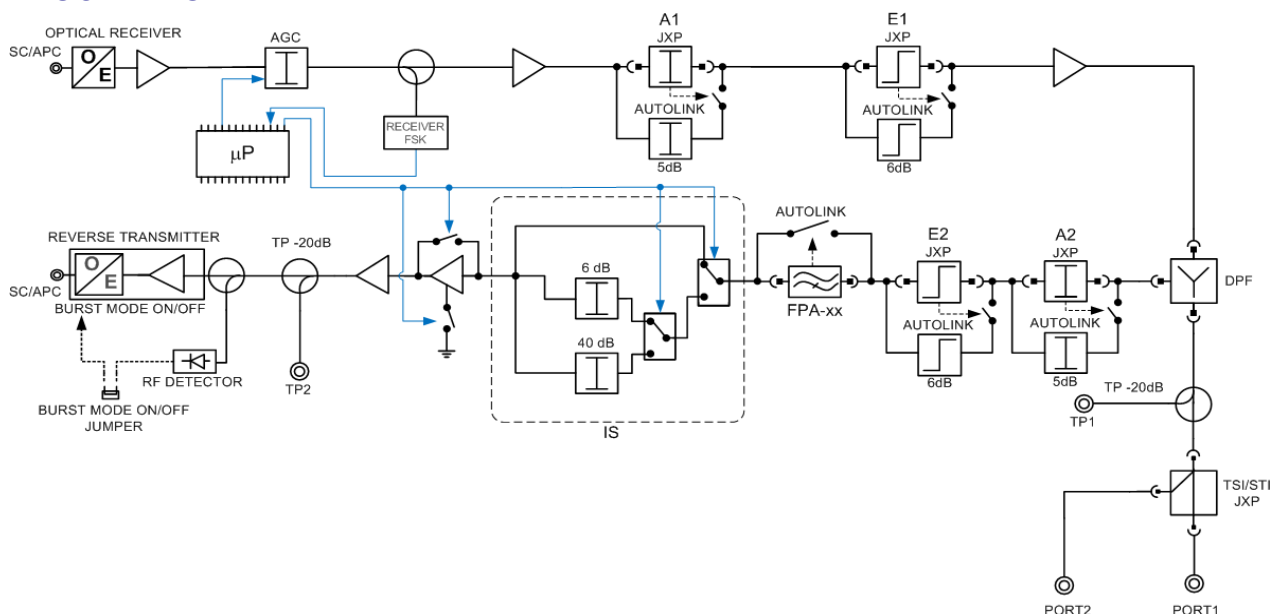 OPTICAL RECEIVER
SC/APC
O
E
AGC
A1
JXP
E1
JXP
AUTOLINK
5dB
AUTOLINK
6dB
RECEIVER
FSK
µP
REVERSE TRANSMITTER
O
E
SC/APC
BURST MODE ON/OFF
TP -20dB
TP2
RF DETECTOR
BURST MODE ON/OFF
JUMPER
6 dB
40 dB
IS
AUTOLINK
FPA-xx
E2
JXP
AUTOLINK
6dB
A2
JXP
AUTOLINK
5dB
DPF
TP -20dB
TP1
TSI/STI
JXP
PORT2
PORT1